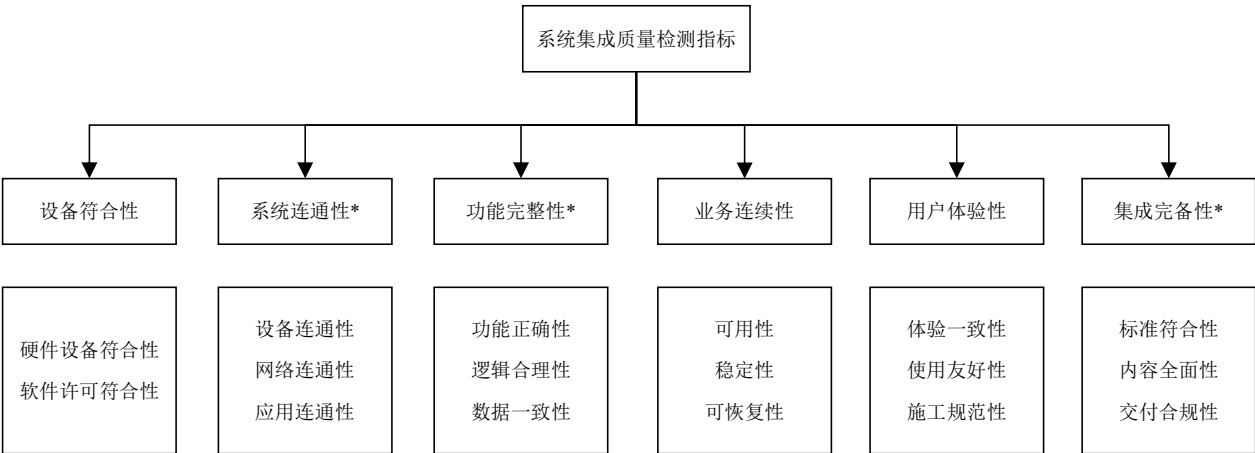 系统集成质量检测指标
设备符合性
系统连通性*
功能完整性*
业务连续性
用户体验性
集成完备性*
硬件设备符合性
软件许可符合性
设备连通性
网络连通性
应用连通性
功能正确性
逻辑合理性
数据一致性
可用性
稳定性
可恢复性
体验一致性
使用友好性
施工规范性
标准符合性
内容全面性
交付合规性